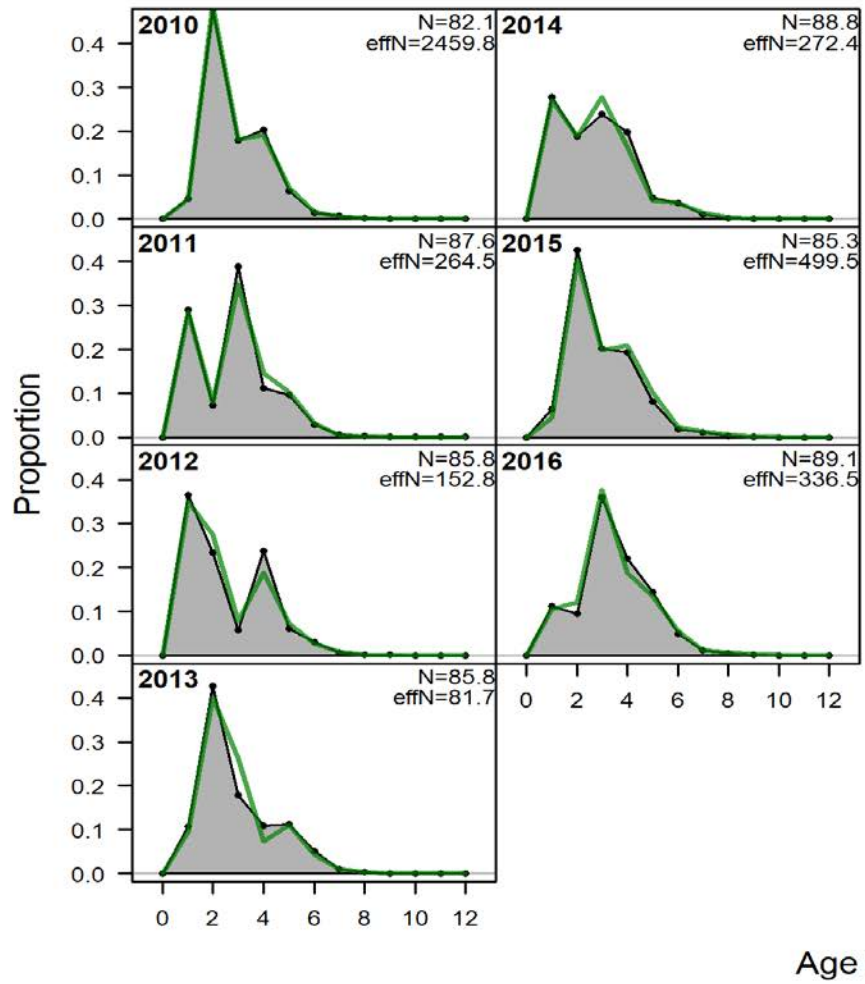 Proportion
2010
N=82.1
effN=2459.8
0.4
0.3
0.2
0.1
0.0
2014
N=88.8
effN=272.4
2011
N=87.6
effN=264.5
0.4
0.3
0.2
0.1
0.0
2015
N=85.3
effN=499.5
2012
N=85.8
effN=152.8
0.4
0.3
0.2
0.1
0.0
2016
N=89.1
effN=336.5
0 2 4 6 8 10 12
2013
N=85.8
effN=81.7
0.4
0.3
0.2
0.1
0.0
0 2 4 6 8 10 12
Age